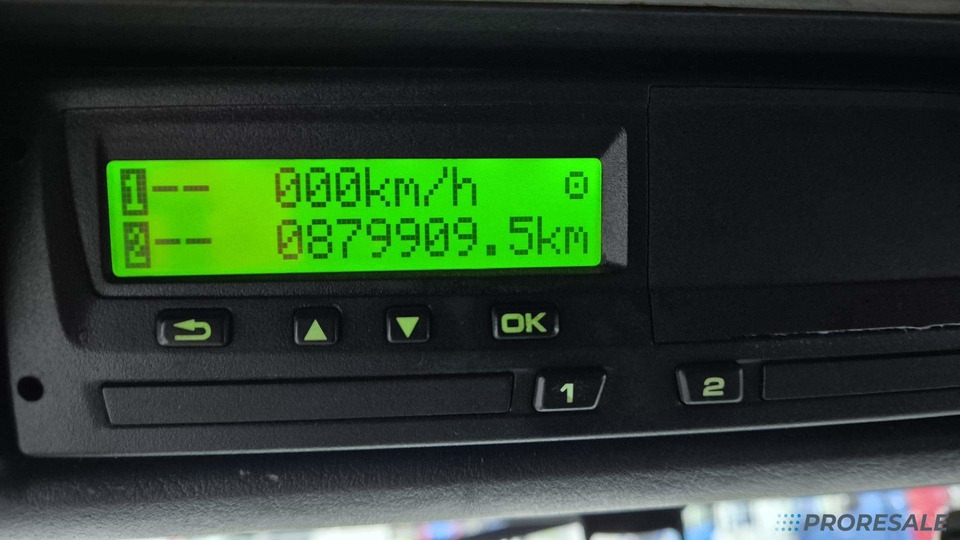 1-- 000km/h ⊙
2-- 0879909.5km
OK
1 2
PRORESALE